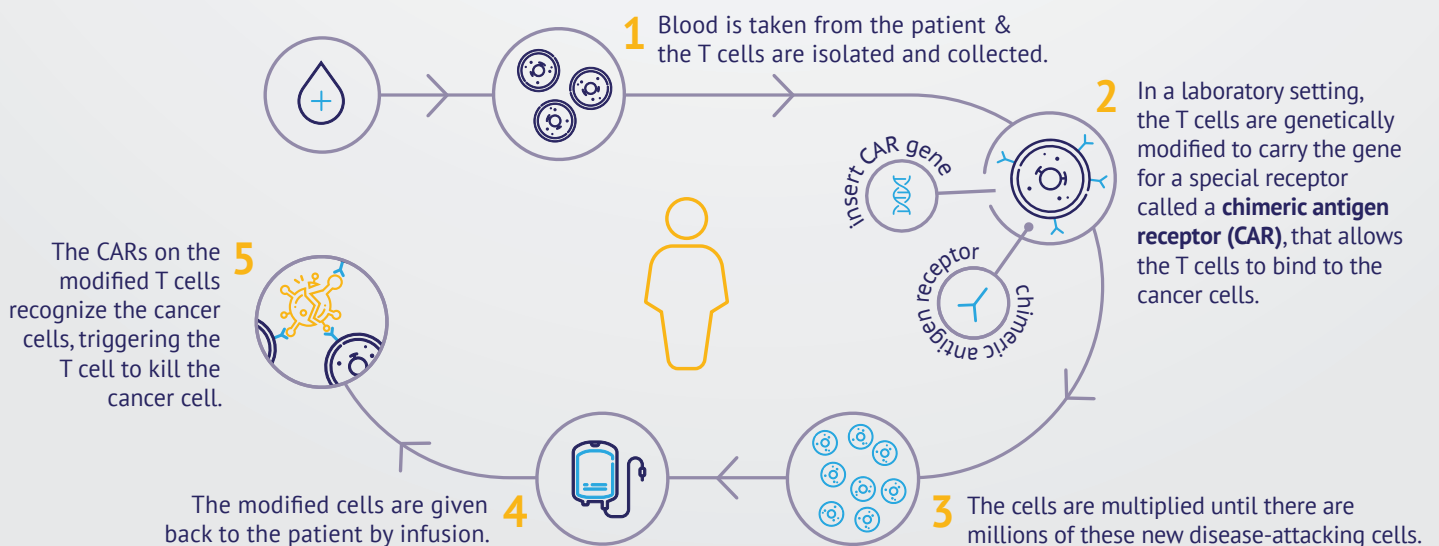 1
Blood is taken from the patient &
the T cells are isolated and collected.
2
In a laboratory setting,
the T cells are genetically
modified to carry the gene
for a special receptor
called a chimeric antigen
receptor (CAR), that allows
the T cells to bind to the
cancer cells.
insert CAR gene
chimeric antigen receptor
3
The cells are multiplied until there are
millions of these new disease-attacking cells.
4
The modified cells are given
back to the patient by infusion.
5
The CARs on the
modified T cells
recognize the cancer
cells, triggering the
T cell to kill the
cancer cell.